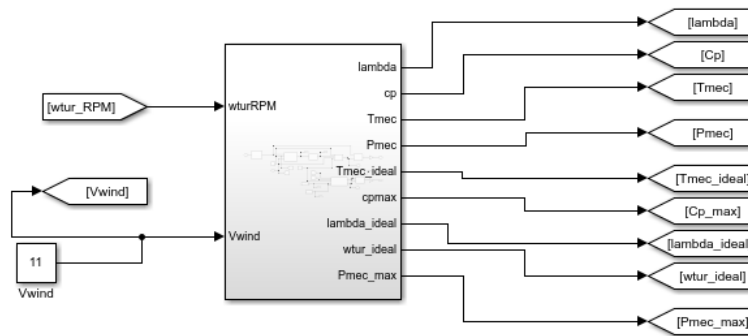 [lambda]
lambda
[Cp]
cp
[Tmec]
[wtur_RPM]
wturRPM
Tmec
[Pmec]
Pmec
Tmec_ideal
[Tmec_ideal]
[Vwind]
cpmax
[Cp_max]
lambda_ideal
Vwind
[lambda_ideal]
wtur_ideal
11
[wtur_ideal]
Pmec_max
Vwind
[Pmec_max]